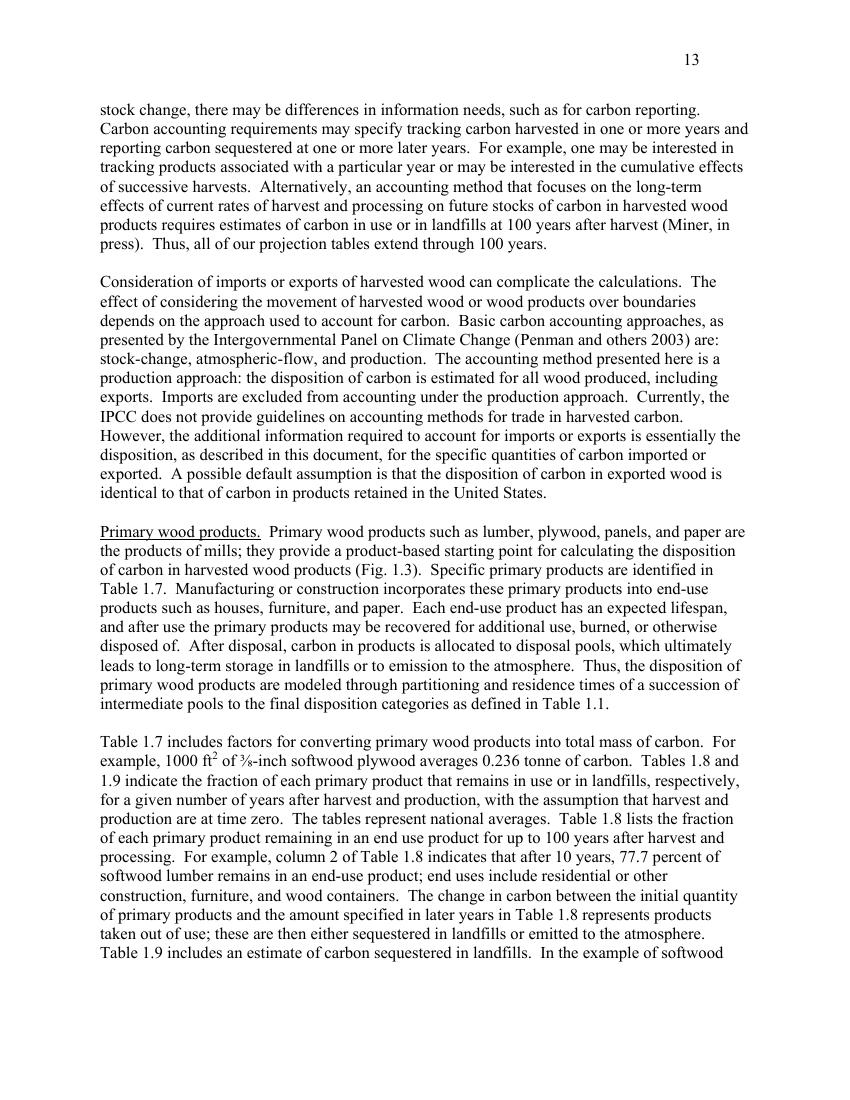 13
stock change, there may be differences in information needs, such as for carbon reporting.
Carbon accounting requirements may specify tracking carbon harvested in one or more years and
reporting carbon sequestered at one or more later years.  For example, one may be interested in
tracking products associated with a particular year or may be interested in the cumulative effects
of successive harvests.  Alternatively, an accounting method that focuses on the long-term
effects of current rates of harvest and processing on future stocks of carbon in harvested wood
products requires estimates of carbon in use or in landfills at 100 years after harvest (Miner, in
press).  Thus, all of our projection tables extend through 100 years.
Consideration of imports or exports of harvested wood can complicate the calculations.  The
effect of considering the movement of harvested wood or wood products over boundaries
depends on the approach used to account for carbon.  Basic carbon accounting approaches, as
presented by the Intergovernmental Panel on Climate Change (Penman and others 2003) are:
stock-change, atmospheric-flow, and production.  The accounting method presented here is a
production approach: the disposition of carbon is estimated for all wood produced, including
exports.  Imports are excluded from accounting under the production approach.  Currently, the
IPCC does not provide guidelines on accounting methods for trade in harvested carbon.
However, the additional information required to account for imports or exports is essentially the
disposition, as described in this document, for the specific quantities of carbon imported or
exported.  A possible default assumption is that the disposition of carbon in exported wood is
identical to that of carbon in products retained in the United States.
Primary wood products.  Primary wood products such as lumber, plywood, panels, and paper are
the products of mills; they provide a product-based starting point for calculating the disposition
of carbon in harvested wood products (Fig. 1.3).  Specific primary products are identified in
Table 1.7.  Manufacturing or construction incorporates these primary products into end-use
products such as houses, furniture, and paper.  Each end-use product has an expected lifespan,
and after use the primary products may be recovered for additional use, burned, or otherwise
disposed of.  After disposal, carbon in products is allocated to disposal pools, which ultimately
leads to long-term storage in landfills or to emission to the atmosphere.  Thus, the disposition of
primary wood products are modeled through partitioning and residence times of a succession of
intermediate pools to the final disposition categories as defined in Table 1.1.
Table 1.7 includes factors for converting primary wood products into total mass of carbon.  For
example, 1000 ft² of ⅜-inch softwood plywood averages 0.236 tonne of carbon.  Tables 1.8 and
1.9 indicate the fraction of each primary product that remains in use or in landfills, respectively,
for a given number of years after harvest and production, with the assumption that harvest and
production are at time zero.  The tables represent national averages.  Table 1.8 lists the fraction
of each primary product remaining in an end use product for up to 100 years after harvest and
processing.  For example, column 2 of Table 1.8 indicates that after 10 years, 77.7 percent of
softwood lumber remains in an end-use product; end uses include residential or other
construction, furniture, and wood containers.  The change in carbon between the initial quantity
of primary products and the amount specified in later years in Table 1.8 represents products
taken out of use; these are then either sequestered in landfills or emitted to the atmosphere.
Table 1.9 includes an estimate of carbon sequestered in landfills.  In the example of softwood